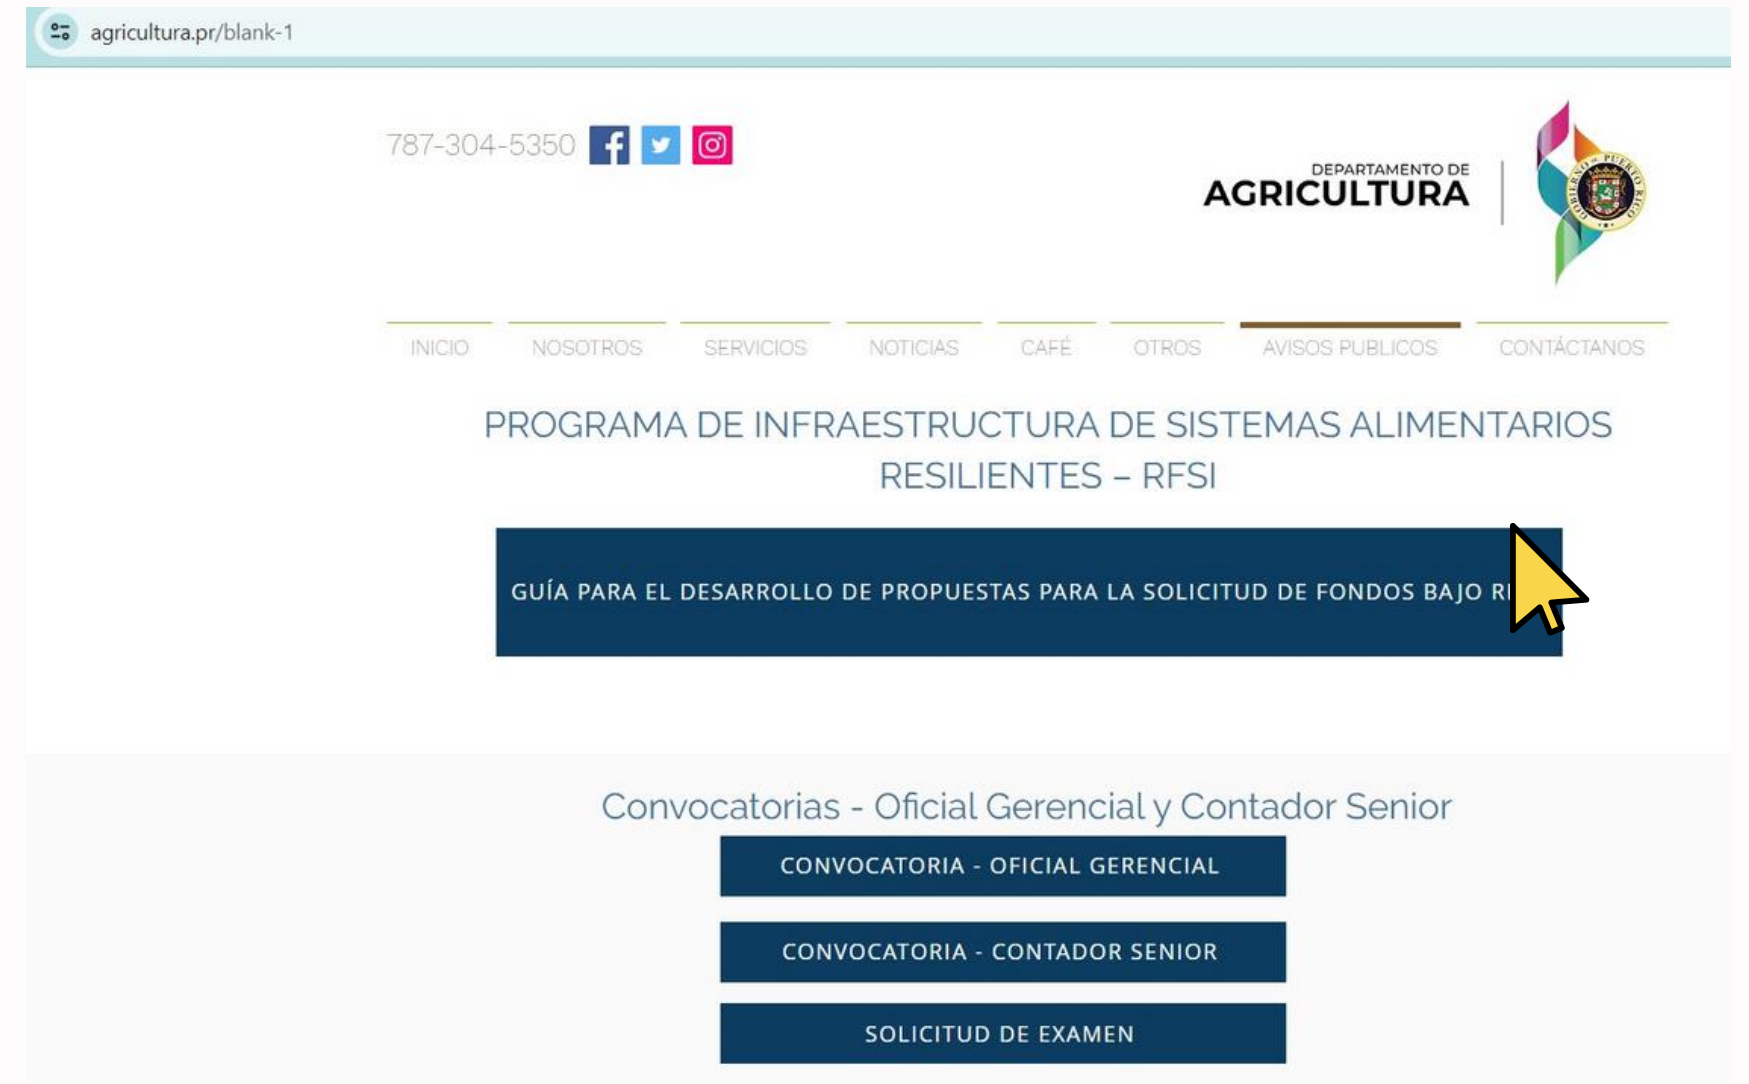 agricultura.pr/blank-1
787-304-5350
DEPARTAMENTO DE
AGRICULTURA
GOBIERNO DE PUERTO RICO
INICIO NOSOTROS SERVICIOS NOTICIAS CAFÉ OTROS AVISOS PUBLICOS CONTÁCTANOS
PROGRAMA DE INFRAESTRUCTURA DE SISTEMAS ALIMENTARIOS
RESILIENTES – RFSI
GUÍA PARA EL DESARROLLO DE PROPUESTAS PARA LA SOLICITUD DE FONDOS BAJO
Convocatorias - Oficial Gerencial y Contador Senior
CONVOCATORIA - OFICIAL GERENCIAL
CONVOCATORIA - CONTADOR SENIOR
SOLICITUD DE EXAMEN